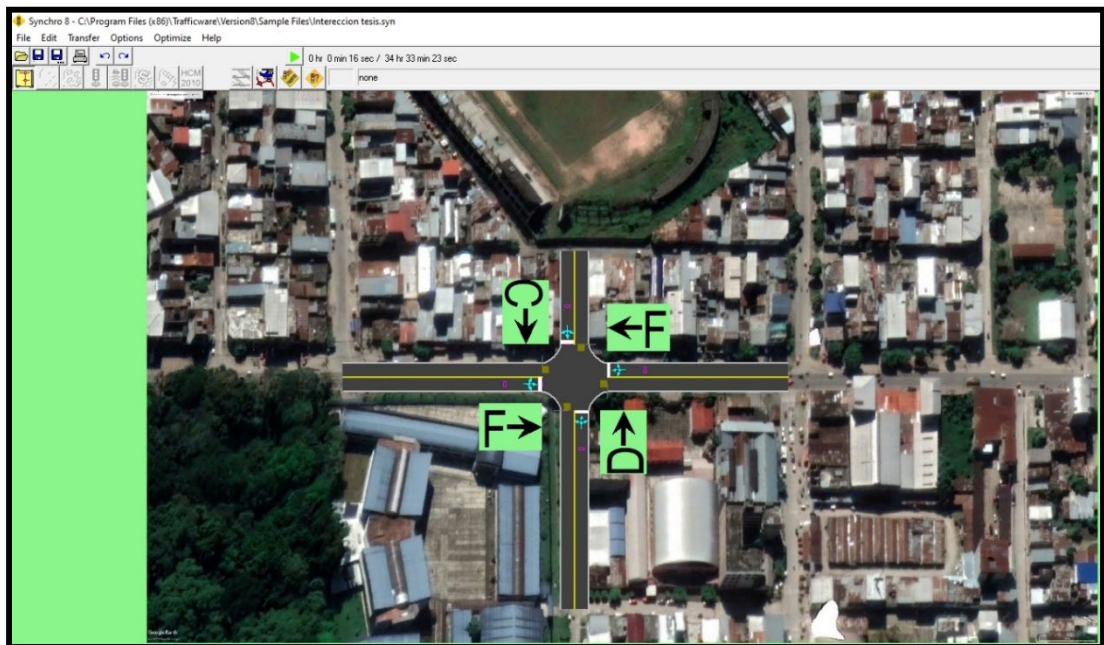 Synchro 8 - C:\Program Files (x86)\Trafficware\Version8\Sample Files\Intereccion tesis.syn
File Edit Transfer Options Optimize Help
0 hr 0 min 16 sec / 34 hr 33 min 23 sec
HCM
2010
none
C
F
F
D
Google Earth